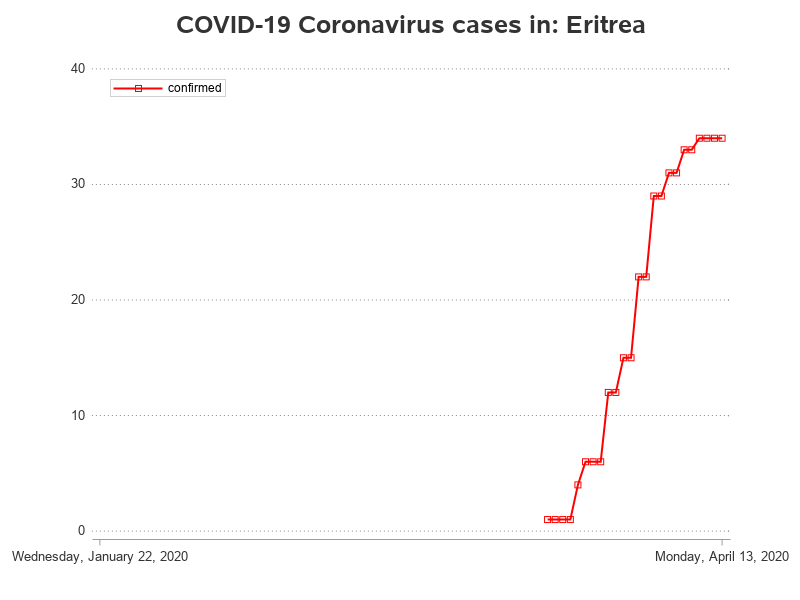 COVID-19 Coronavirus cases in: Eritrea
40
confirmed
30
20
10
0
Wednesday, January 22, 2020
Monday, April 13, 2020